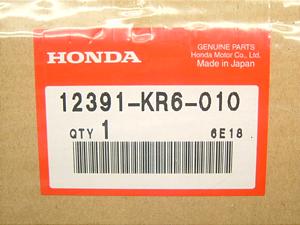 GENUINE PARTS
HONDA
Honda Motor Co., Ltd.
Made in Japan
12391-KR6-010
QTY 1
6E18